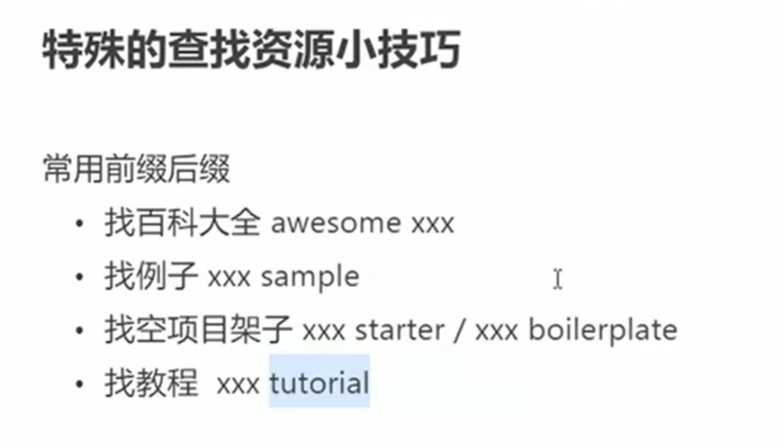 特殊的查找资源小技巧
常用前缀后缀
• 找百科大全 awesome xxx
• 找例子 xxx sample
• 找空项目架子 xxx starter / xxx boilerplate
• 找教程 xxx tutorial